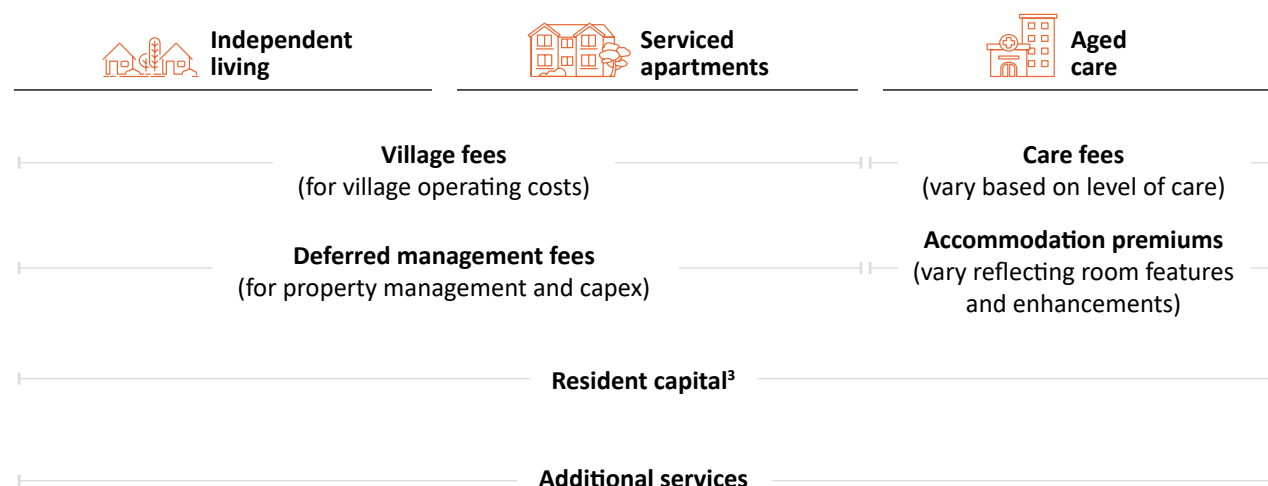 Independent
living
Serviced
apartments
Aged
care
Village fees
(for village operating costs)
Care fees
(vary based on level of care)
Deferred management fees
(for property management and capex)
Accommodation premiums
(vary reflecting room features
and enhancements)
Resident capital³
Additional services